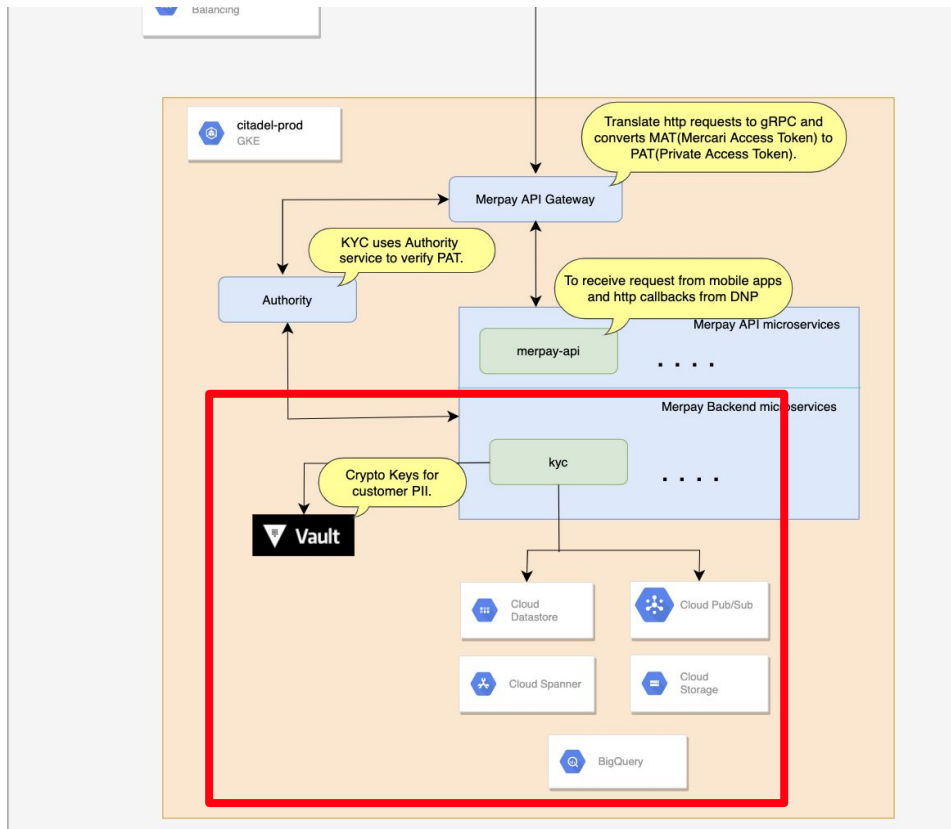 Balancing
citadel-prod
GKE
Translate http requests to gRPC and
converts MAT(Mercari Access Token) to
PAT(Private Access Token).
Merpay API Gateway
KYC uses Authority
service to verify PAT.
Authority
To receive request from mobile apps
and http callbacks from DNP
Merpay API microservices
merpay-api
. . . .
Merpay Backend microservices
kyc
. . . .
Crypto Keys for
customer PII.
Vault
Cloud
Datastore
Cloud Pub/Sub
Cloud Spanner
Cloud
Storage
BigQuery